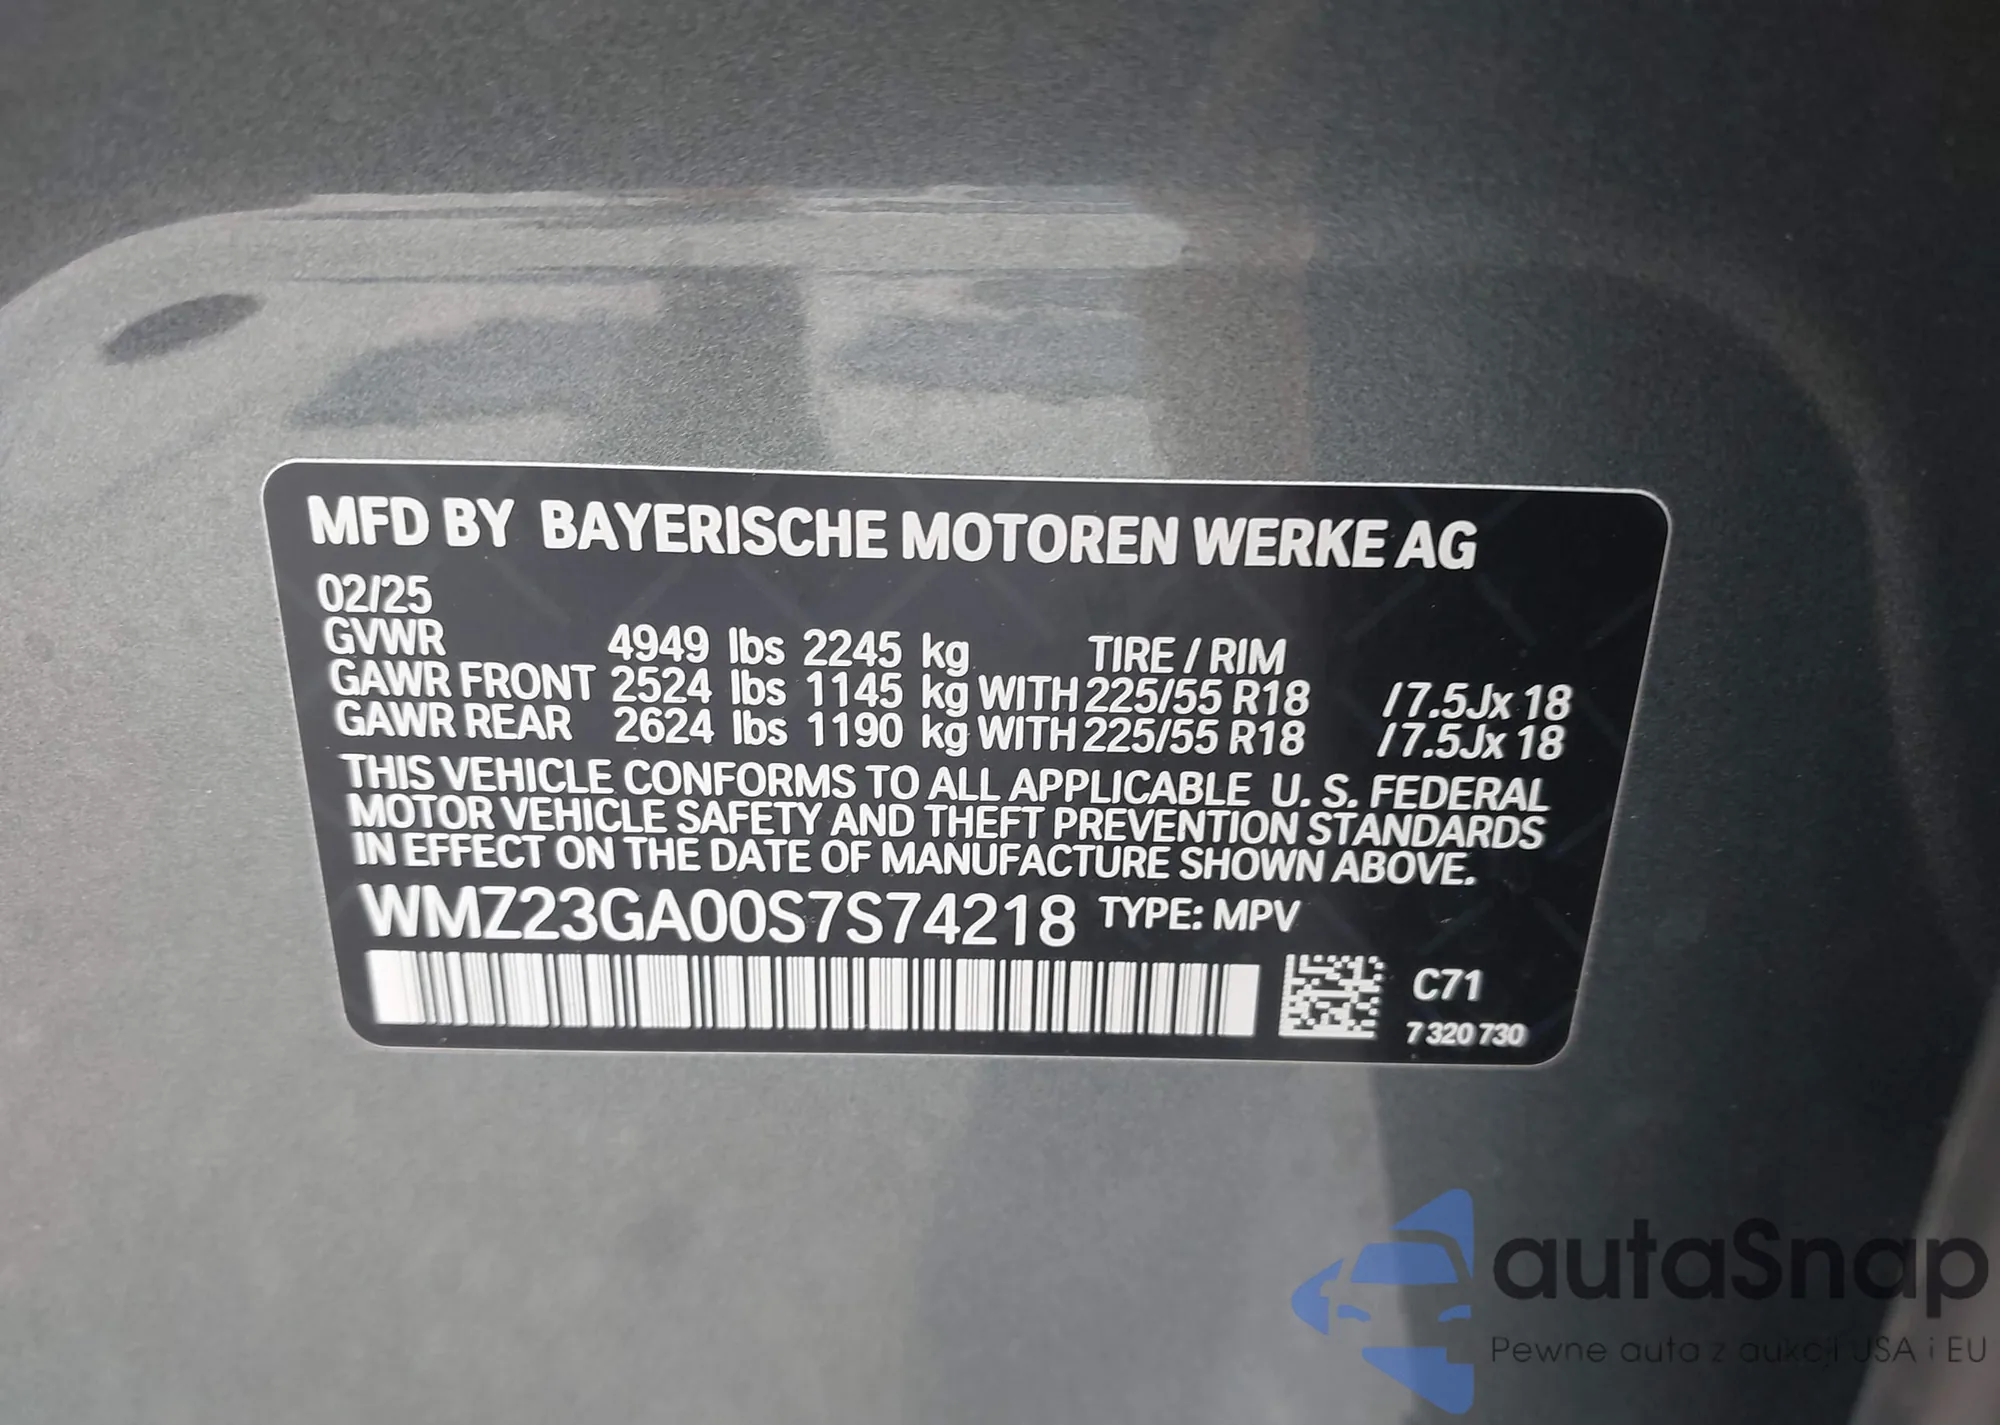 MFD BY BAYERISCHE MOTOREN WERKE AG
02/25
GVWR 4949 lbs 2245 kg TIRE / RIM
GAWR FRONT 2524 lbs 1145 kg WITH 225/55 R18 /7.5Jx 18
GAWR REAR 2624 lbs 1190 kg WITH 225/55 R18 /7.5Jx 18
THIS VEHICLE CONFORMS TO ALL APPLICABLE U. S. FEDERAL
MOTOR VEHICLE SAFETY AND THEFT PREVENTION STANDARDS
IN EFFECT ON THE DATE OF MANUFACTURE SHOWN ABOVE.
WMZ23GA00S7S74218 TYPE: MPV
C71
7 320 730
autaSnap
Pewne auta z aukcji USA i EU